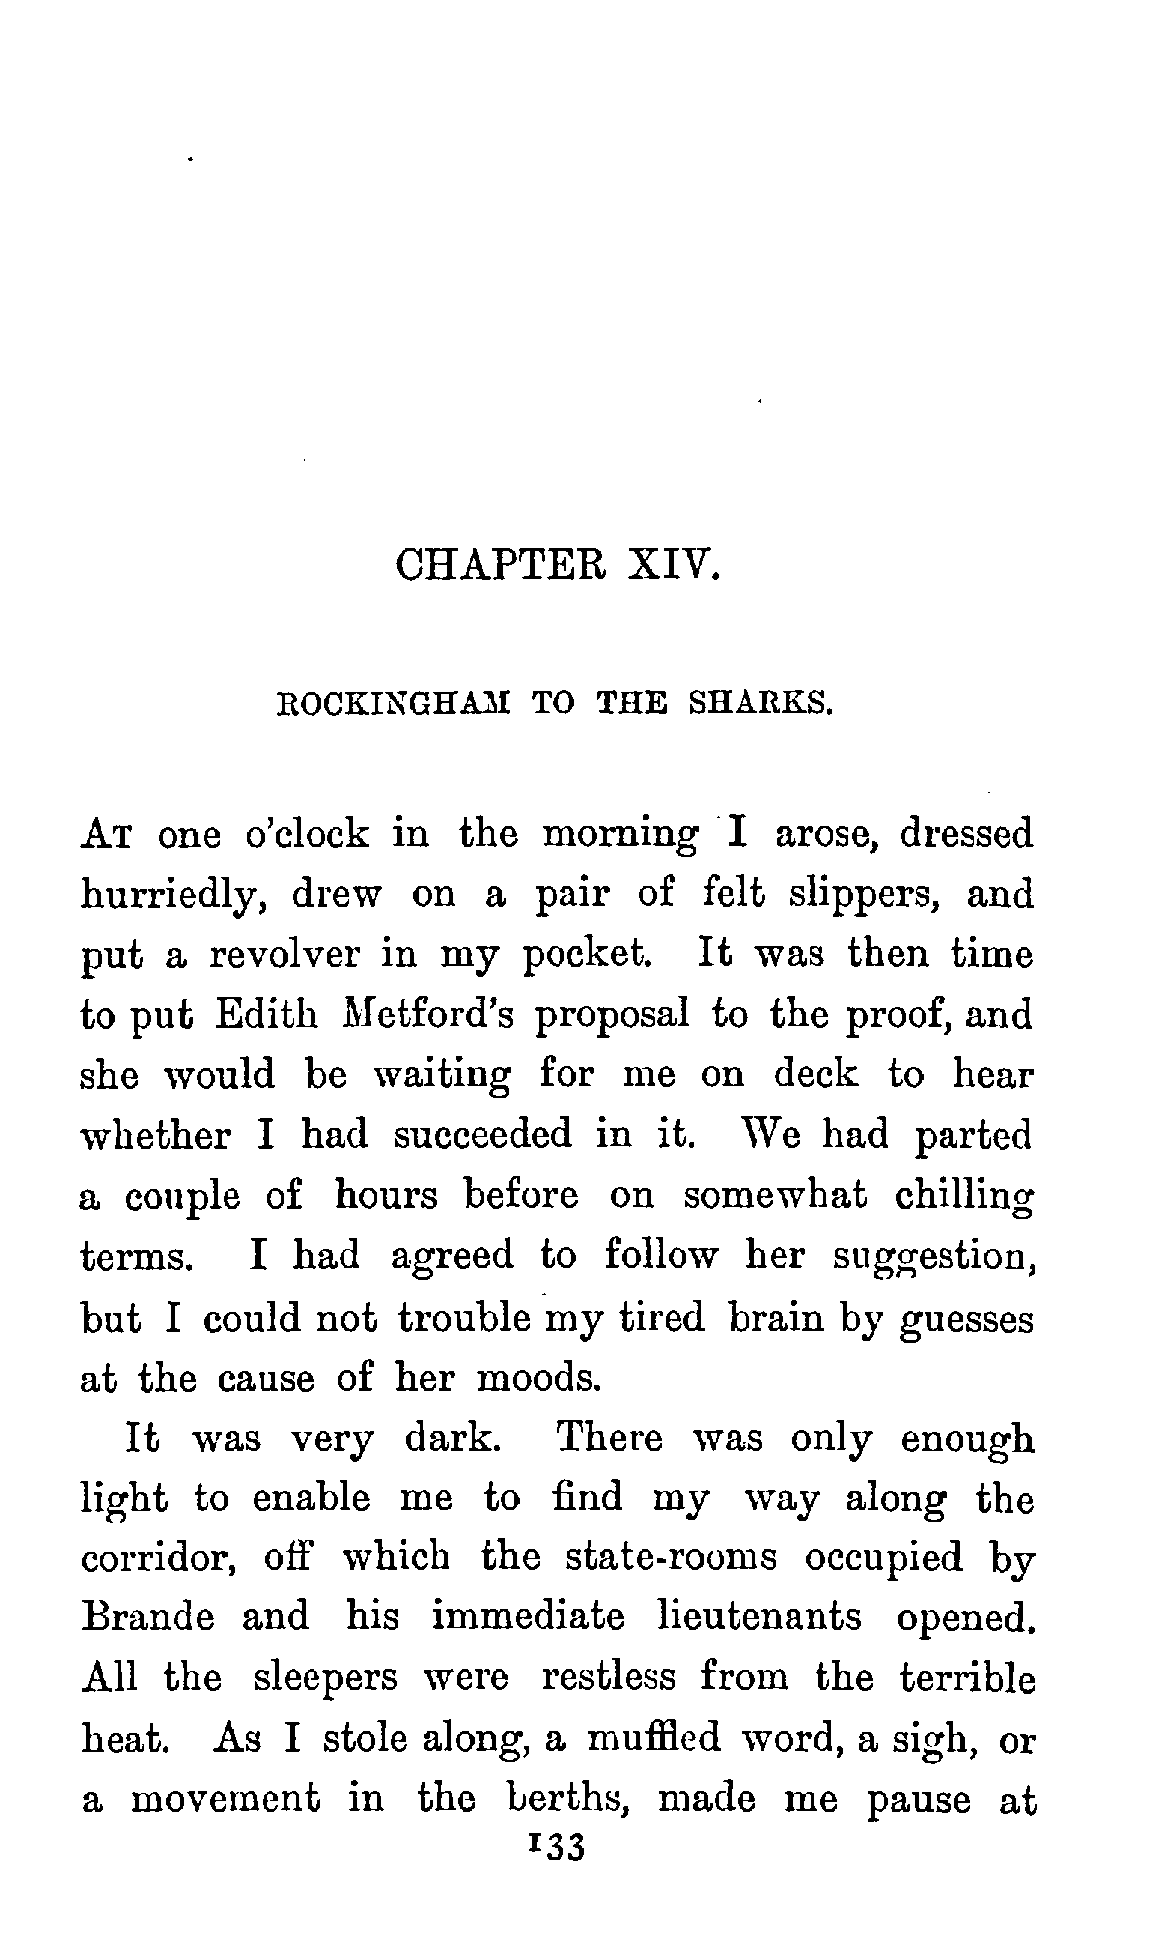 CHAPTER XIV.
ROCKINGHAM TO THE SHARKS.
At one o'clock in the morning I arose, dressed
hurriedly, drew on a pair of felt slippers, and
put a revolver in my pocket. It was then time
to put Edith Metford's proposal to the proof, and
she would be waiting for me on deck to hear
whether I had succeeded in it. We had parted
a couple of hours before on somewhat chilling
terms. I had agreed to follow her suggestion,
but I could not trouble my tired brain by guesses
at the cause of her moods.
It was very dark. There was only enough
light to enable me to find my way along the
corridor, off which the state-rooms occupied by
Brande and his immediate lieutenants opened.
All the sleepers were restless from the terrible
heat. As I stole along, a muffled word, a sigh, or
a movement in the berths, made me pause at
133